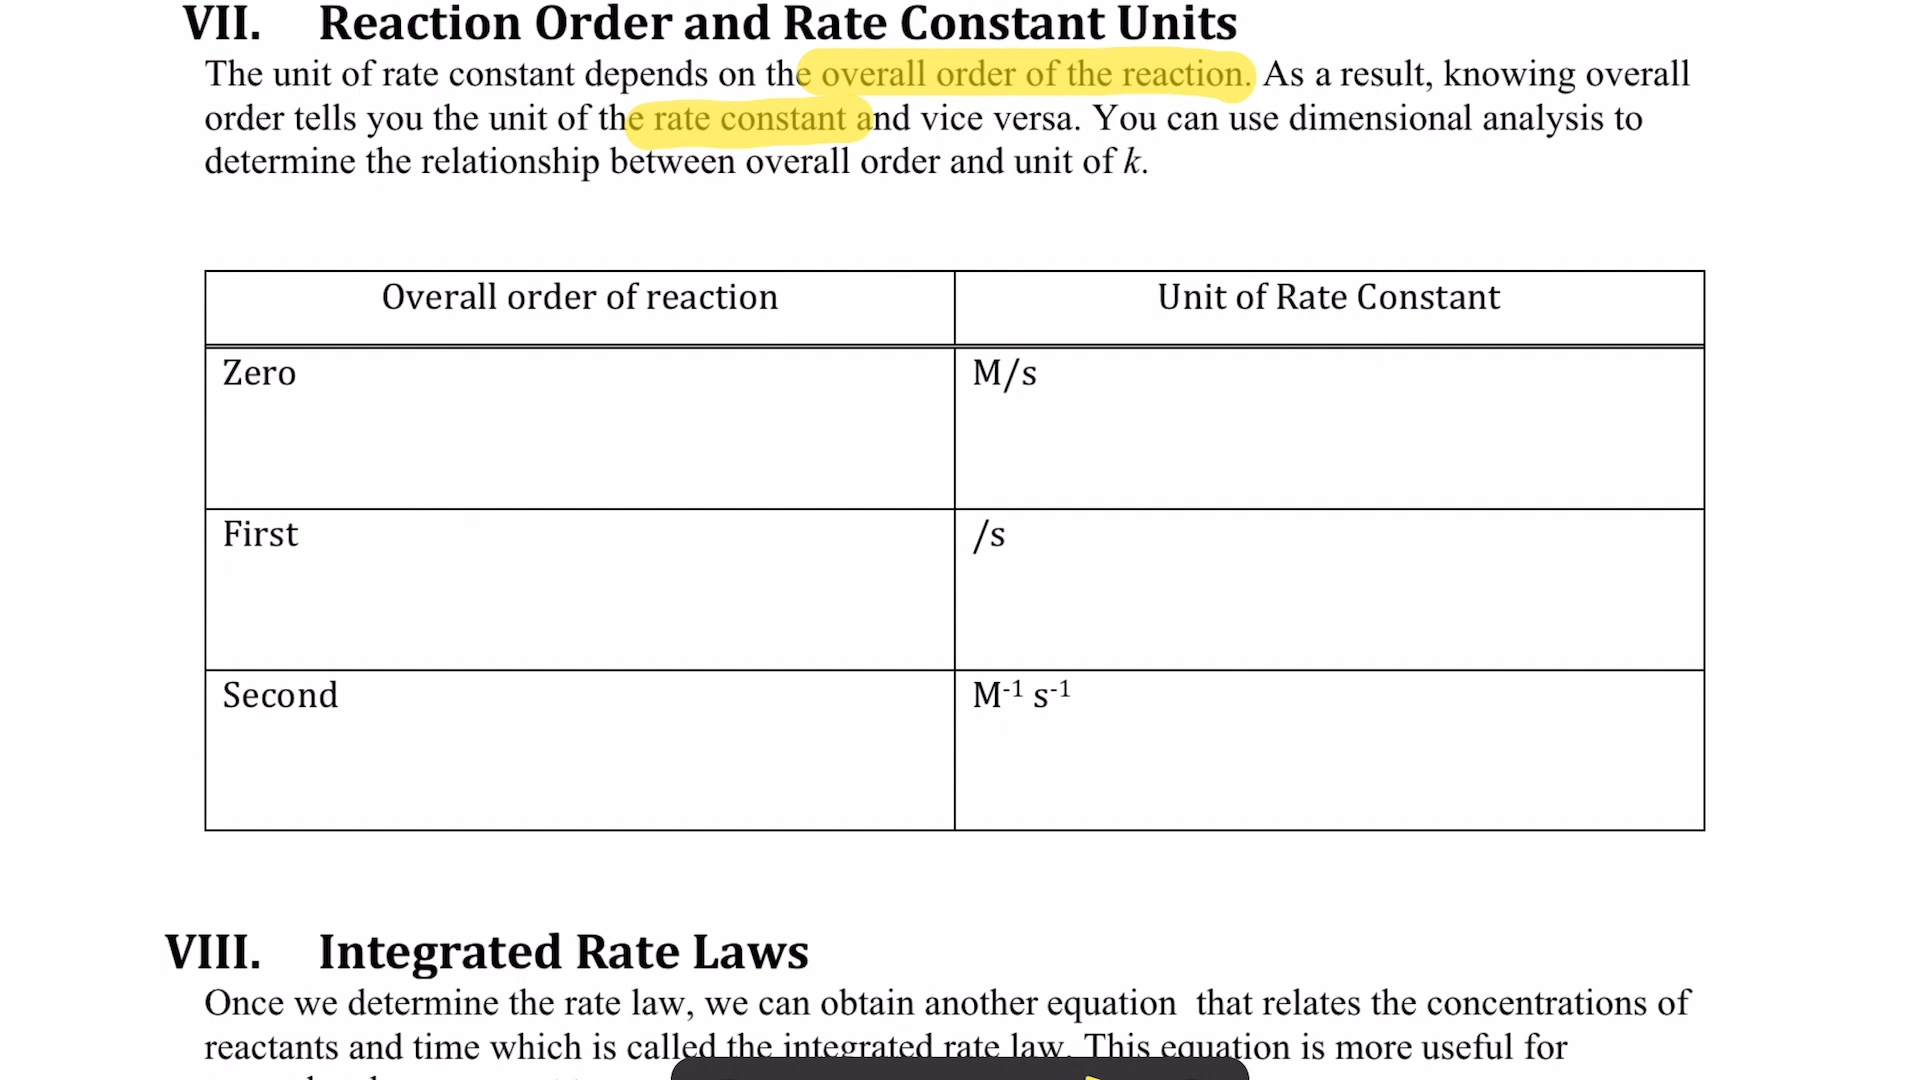 VII. Reaction Order and Rate Constant Units
The unit of rate constant depends on the overall order of the reaction. As a result, knowing overall
order tells you the unit of the rate constant and vice versa. You can use dimensional analysis to
determine the relationship between overall order and unit of k.
Overall order of reaction Unit of Rate Constant
Zero M/s
First /s
Second M⁻¹ s⁻¹
VIII. Integrated Rate Laws
Once we determine the rate law, we can obtain another equation that relates the concentrations of
reactants and time which is called the integrated rate law. This equation is more useful for